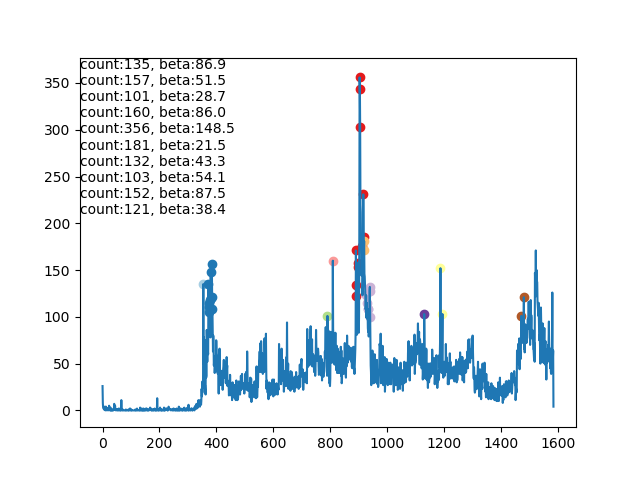 count:135, beta:86.9
count:157, beta:51.5
count:101, beta:28.7
count:160, beta:86.0
count:356, beta:148.5
count:181, beta:21.5
count:132, beta:43.3
count:103, beta:54.1
count:152, beta:87.5
count:121, beta:38.4
350
300
250
200
150
100
50
0
0 200 400 600 800 1000 1200 1400 1600